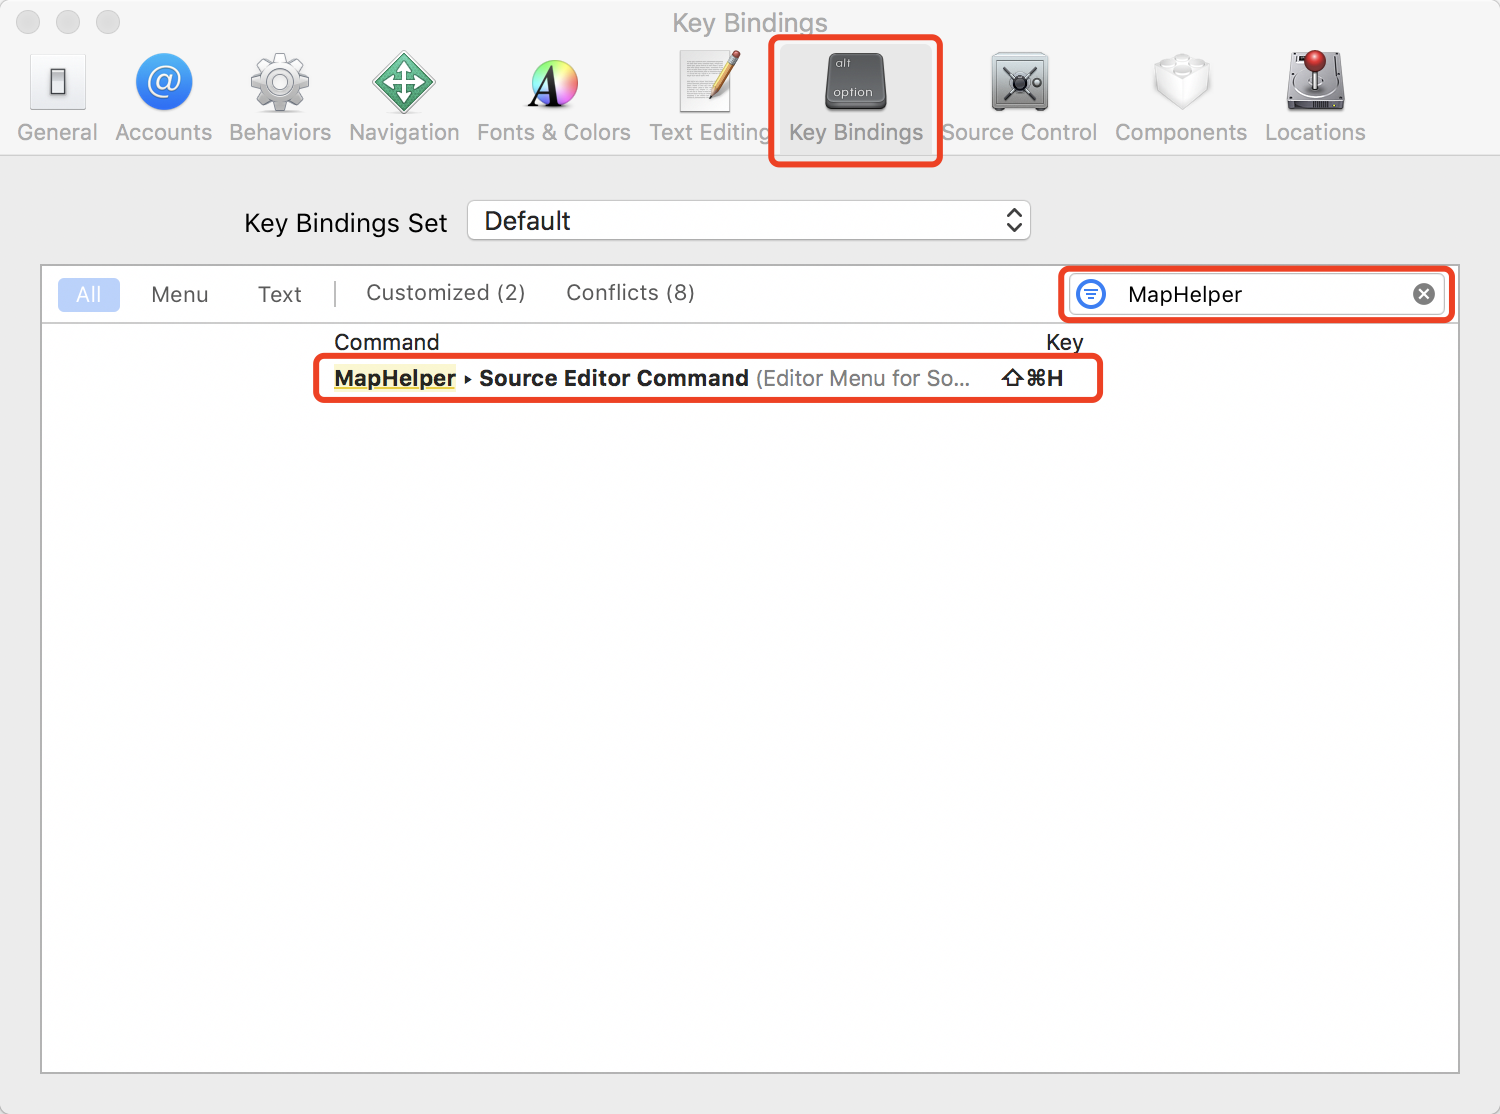 Key Bindings
General Accounts Behaviors Navigation Fonts & Colors Text Editing alt option Key Bindings Source Control Components Locations
Key Bindings Set Default
All Menu Text Customized (2) Conflicts (8) MapHelper
Command Key
MapHelper ▸ Source Editor Command (Editor Menu for So... ⇧⌘H